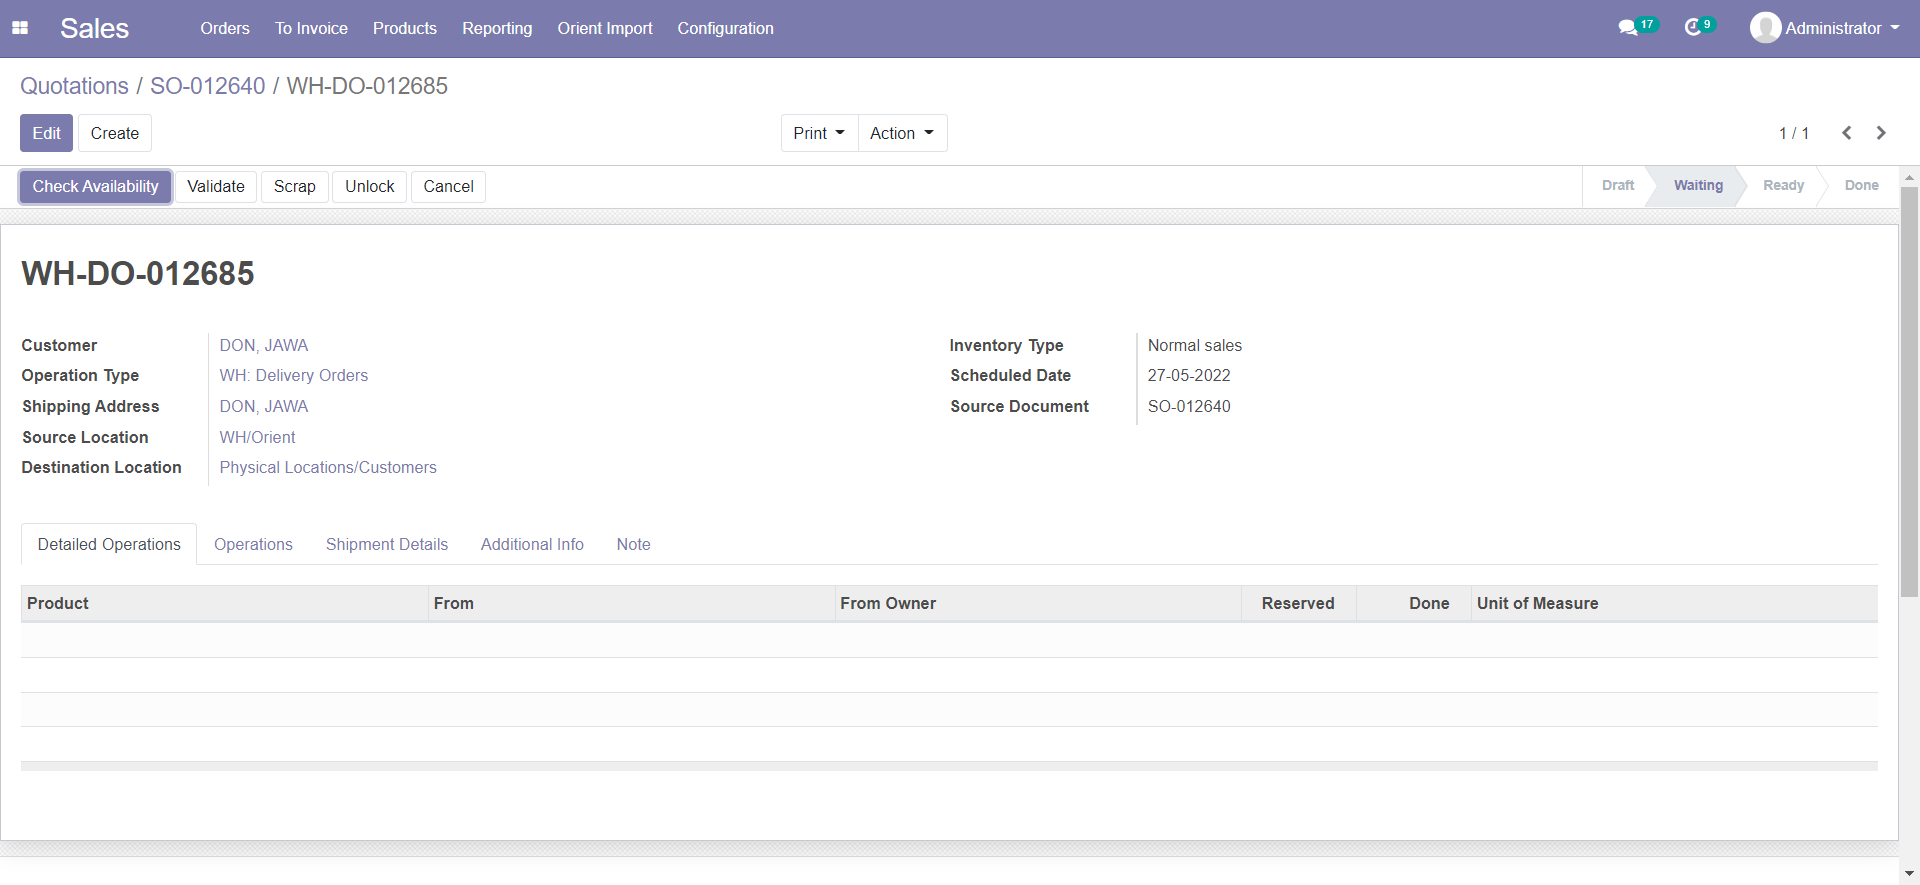 Sales Orders To Invoice Products Reporting Orient Import Configuration 17 9 Administrator
Quotations / SO-012640 / WH-DO-012685
Edit Create Print Action 1 / 1
Check Availability Validate Scrap Unlock Cancel Draft Waiting Ready Done
WH-DO-012685
Customer DON, JAWA Inventory Type Normal sales
Operation Type WH: Delivery Orders Scheduled Date 27-05-2022
Shipping Address DON, JAWA Source Document SO-012640
Source Location WH/Orient
Destination Location Physical Locations/Customers
Detailed Operations Operations Shipment Details Additional Info Note
Product From From Owner Reserved Done Unit of Measure